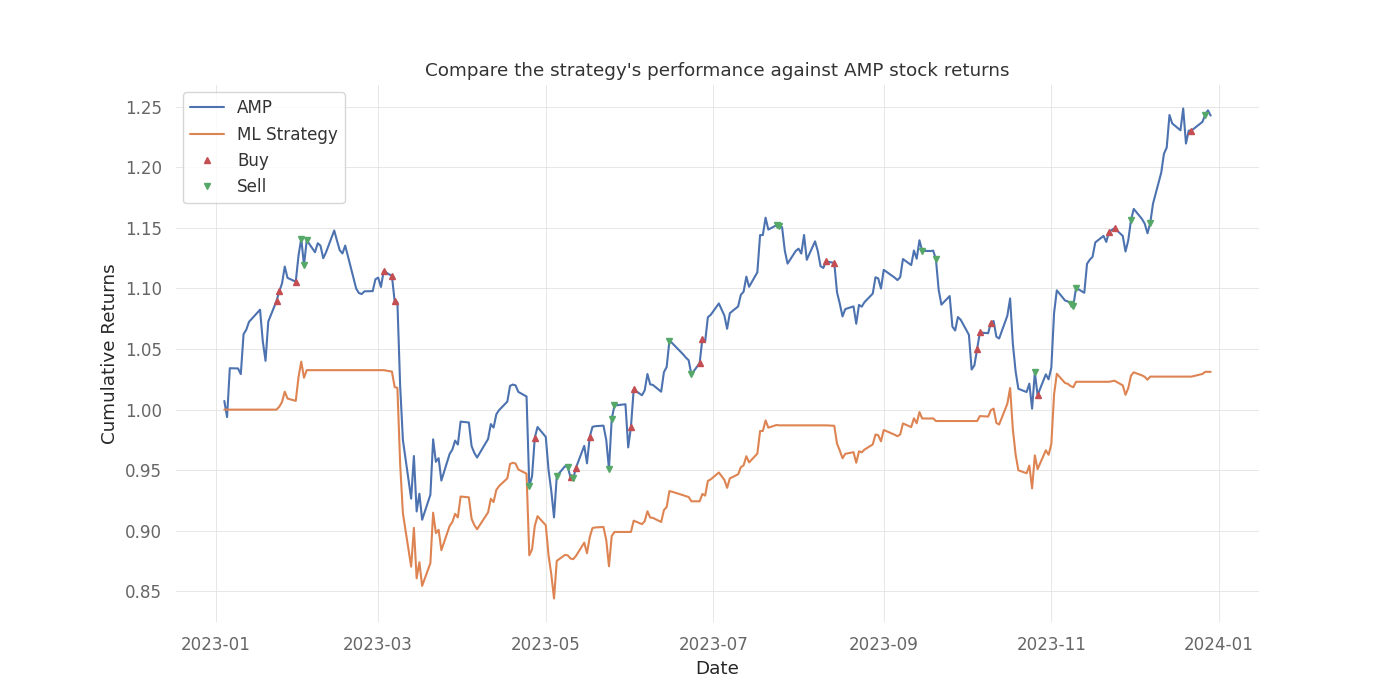 Compare the strategy's performance against AMP stock returns
AMP
ML Strategy
Buy
Sell
Cumulative Returns
1.25
1.20
1.15
1.10
1.05
1.00
0.95
0.90
0.85
2023-01
2023-03
2023-05
2023-07
2023-09
2023-11
2024-01
Date